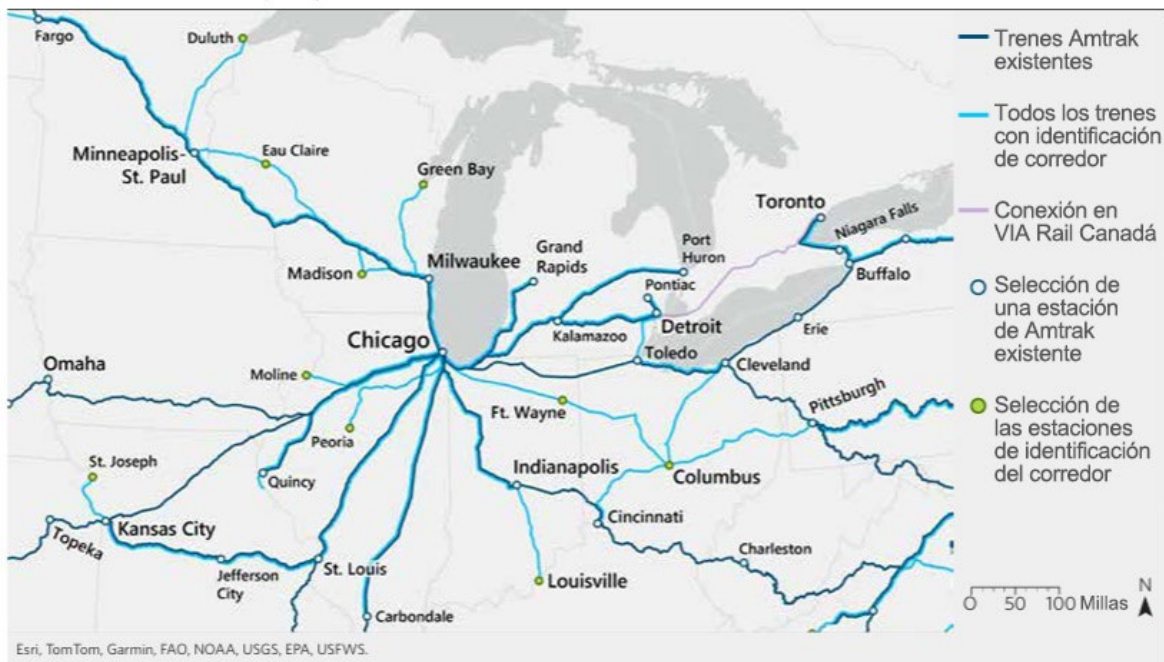 Fargo
Duluth
Minneapolis-
St. Paul
Eau Claire
Green Bay
Toronto
Niagara Falls
Madison
Milwaukee
Grand
Rapids
Port
Huron
Pontiac
Buffalo
Kalamazoo
Detroit
Chicago
Toledo
Erie
Omaha
Moline
Cleveland
Ft. Wayne
Pittsburgh
Peoria
St. Joseph
Quincy
Indianapolis
Columbus
Kansas City
Cincinnati
Topeka
Jefferson
City
St. Louis
Charleston
Louisville
Carbondale
Esri, TomTom, Garmin, FAO, NOAA, USGS, EPA, USFWS.
Trenes Amtrak
existentes
Todos los trenes
con identificación
de corredor
Conexión en
VIA Rail Canadá
Selección de
una estación
de Amtrak
existente
Selección de
las estaciones
de identificación
del corredor
N
0 50 100 Millas